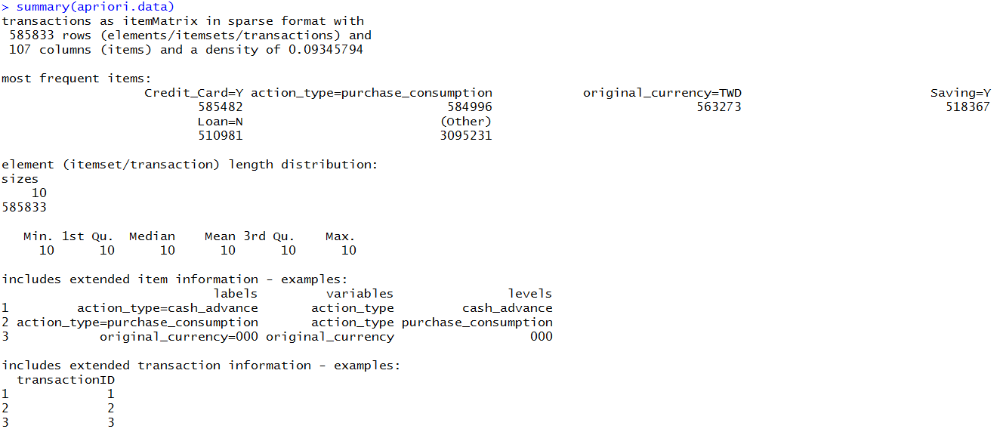 > summary(apriori.data)
transactions as itemMatrix in sparse format with
 585833 rows (elements/itemsets/transactions) and
 107 columns (items) and a density of 0.09345794

most frequent items:
                   Credit_Card=Y action_type=purchase_consumption            original_currency=TWD                         Saving=Y
                          585482                           584996                           563273                           518367
                          Loan=N                          (Other)
                          510981                          3095231

element (itemset/transaction) length distribution:
sizes
    10
585833

   Min. 1st Qu.  Median    Mean 3rd Qu.    Max.
     10      10      10      10      10      10

includes extended item information - examples:
                            labels         variables               levels
1         action_type=cash_advance       action_type         cash_advance
2 action_type=purchase_consumption       action_type purchase_consumption
3            original_currency=000 original_currency                  000

includes extended transaction information - examples:
  transactionID
1             1
2             2
3             3